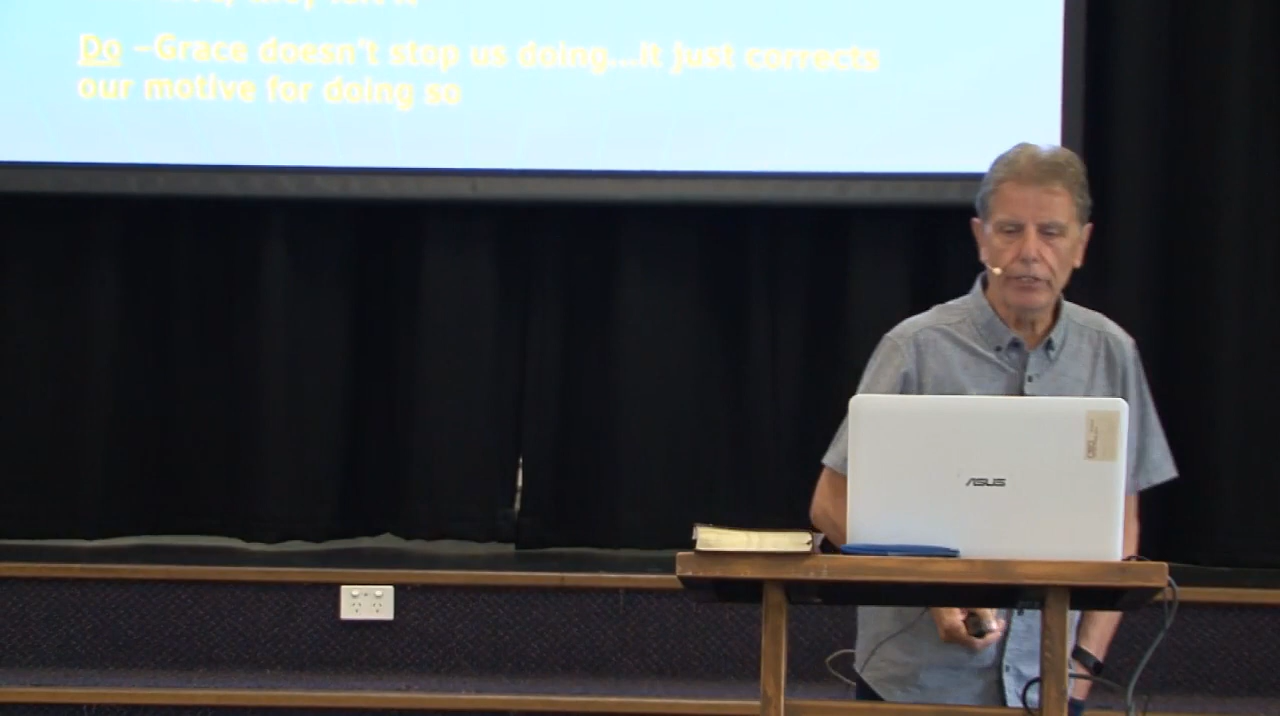 Do –Grace doesn't stop us doing...it just corrects
our motive for doing so
ASUS